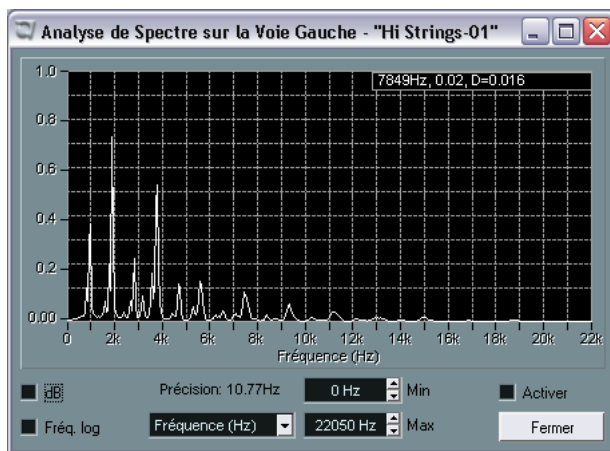 Analyse de Spectre sur la Voie Gauche - "Hi Strings-01"
7849Hz, 0.02, D=0.016
1.0
0.8
0.6
0.4
0.2
0.00
0 2k 4k 6k 8k 10k 12k 14k 16k 18k 20k 22k
Fréquence (Hz)
dB Précision: 10.77Hz 0 Hz Min Activer
Fréq. log Fréquence (Hz) 22050 Hz Max Fermer